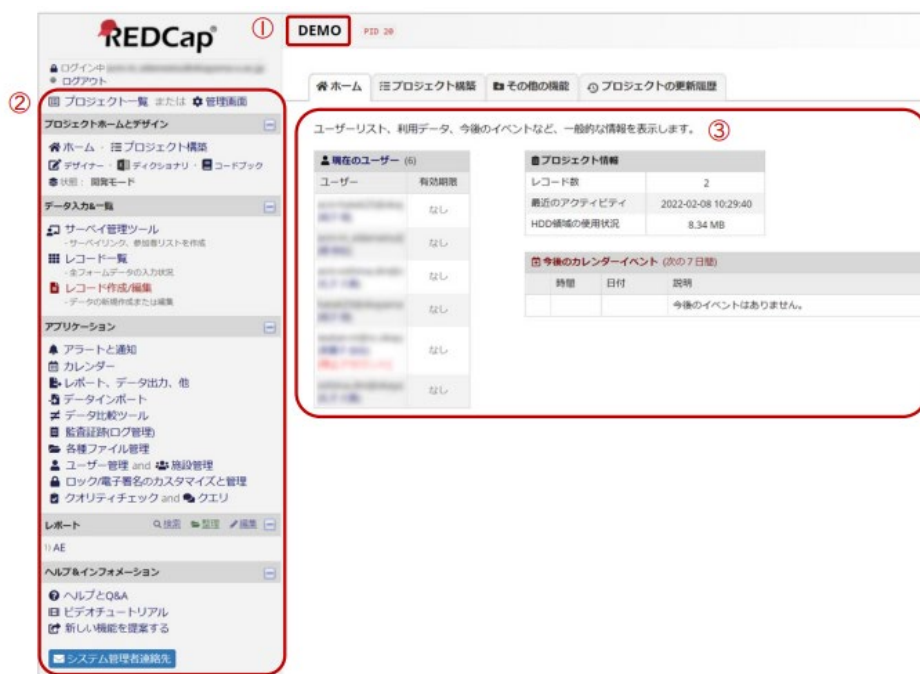 REDCap®
①
DEMO PID 20
ログイン中
ログアウト
②
プロジェクト一覧 または 管理画面
プロジェクトホームとデザイン
ホーム · プロジェクト構築
デザイナー · ディクショナリ · コードブック
状態: 開発モード
データ入力&一覧
サーベイ管理ツール
- サーベイリンク、参加者リストを作成
レコード一覧
- 全フォームデータの入力状況
レコード作成/編集
- データの新規作成または編集
アプリケーション
アラートと通知
カレンダー
レポート、データ出力、他
データインポート
データ比較ツール
監査証跡(ログ管理)
各種ファイル管理
ユーザー管理 and 施設管理
ロック/電子署名のカスタマイズと管理
クオリティチェック and クエリ
レポート 検索 整理 編集
1) AE
ヘルプ&インフォメーション
ヘルプとQ&A
ビデオチュートリアル
新しい機能を提案する
システム管理者連絡先
ホーム プロジェクト構築 その他の機能 プロジェクトの更新履歴
ユーザーリスト、利用データ、今後のイベントなど、一般的な情報を表示します。 ③
現在のユーザー (6)
ユーザー 有効期限
なし
なし
なし
なし
なし
なし
プロジェクト情報
レコード数 2
最近のアクティビティ 2022-02-08 10:29:40
HDD領域の使用状況 8.34 MB
今後のカレンダーイベント (次の7日間)
時間 日付 説明
今後のイベントはありません。